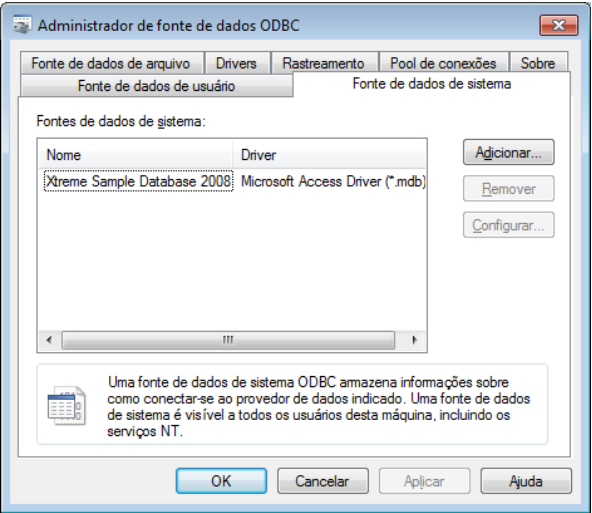 Administrador de fonte de dados ODBC
Fonte de dados de arquivo Drivers Rastreamento Pool de conexões Sobre
Fonte de dados de usuário Fonte de dados de sistema
Fontes de dados de sistema:
Nome Driver
Xtreme Sample Database 2008 Microsoft Access Driver (*.mdb)
Adicionar...
Remover
Configurar...
Uma fonte de dados de sistema ODBC armazena informações sobre
como conectar-se ao provedor de dados indicado. Uma fonte de dados
de sistema é visível a todos os usuários desta máquina, incluindo os
serviços NT.
OK Cancelar Aplicar Ajuda